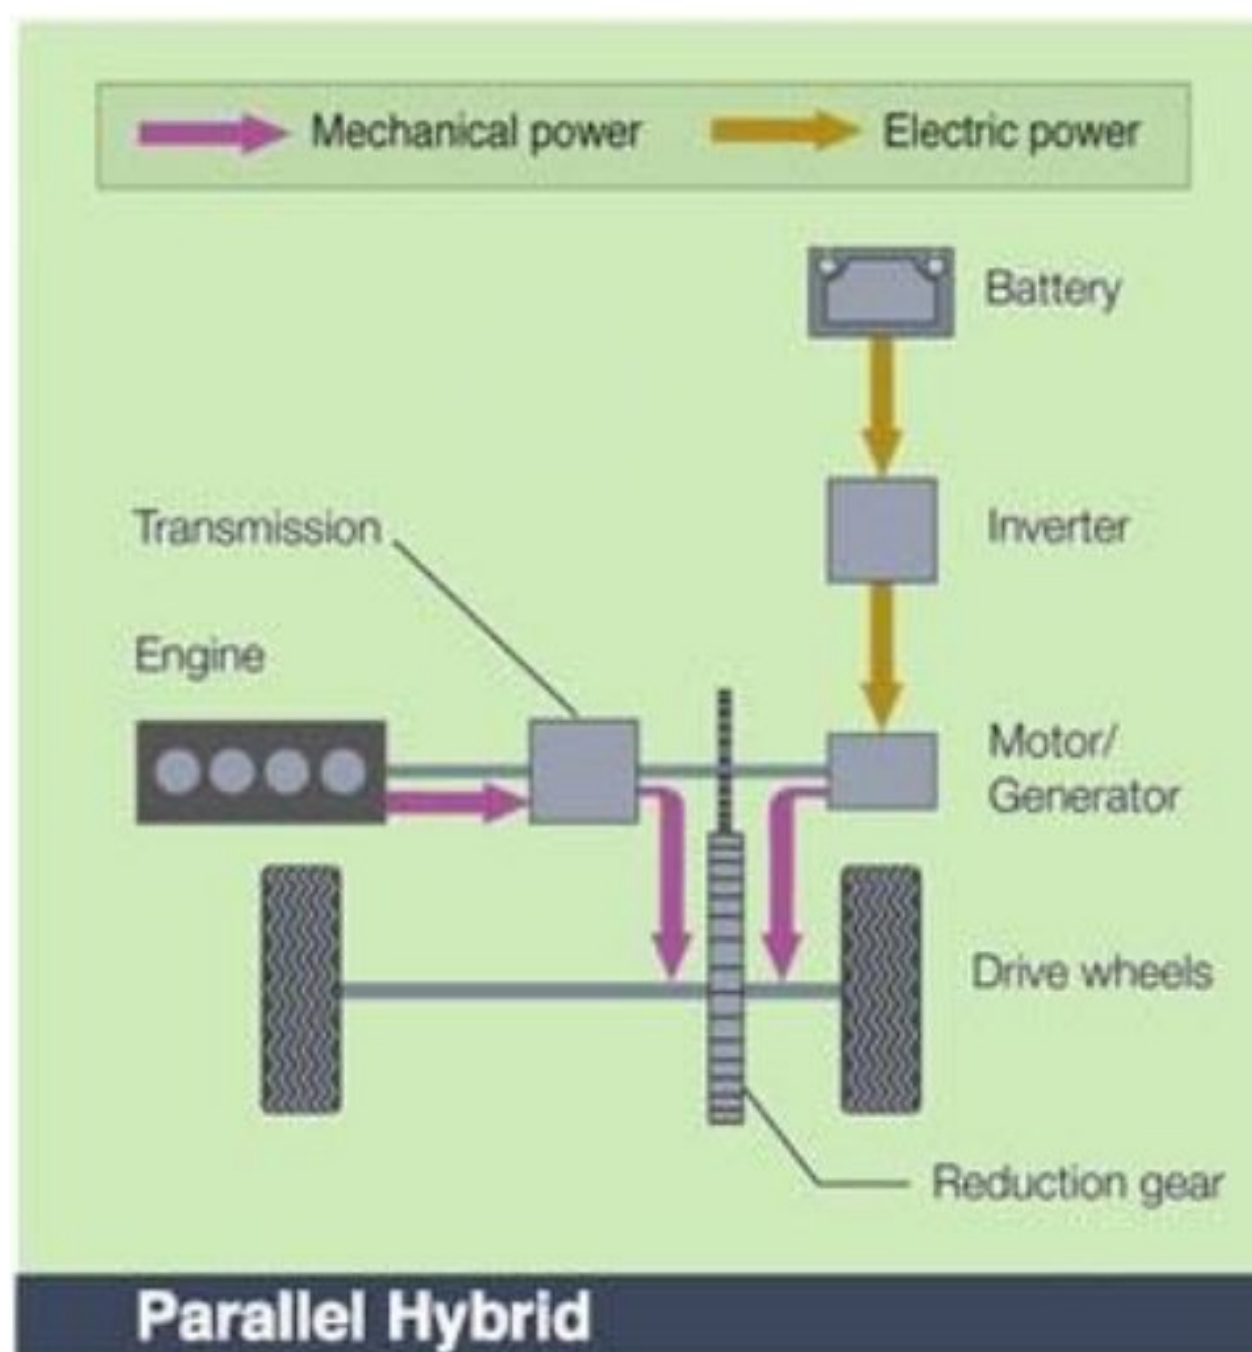 Mechanical power
Electric power
Battery
Transmission
Inverter
Engine
Motor/
Generator
Drive wheels
Reduction gear
Parallel Hybrid